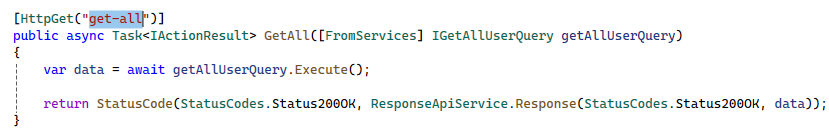 [HttpGet("get-all")]
public async Task<IActionResult> GetAll([FromServices] IGetAllUserQuery getAllUserQuery)
{
    var data = await getAllUserQuery.Execute();

    return StatusCode(StatusCodes.Status200OK, ResponseApiService.Response(StatusCodes.Status200OK, data));
}